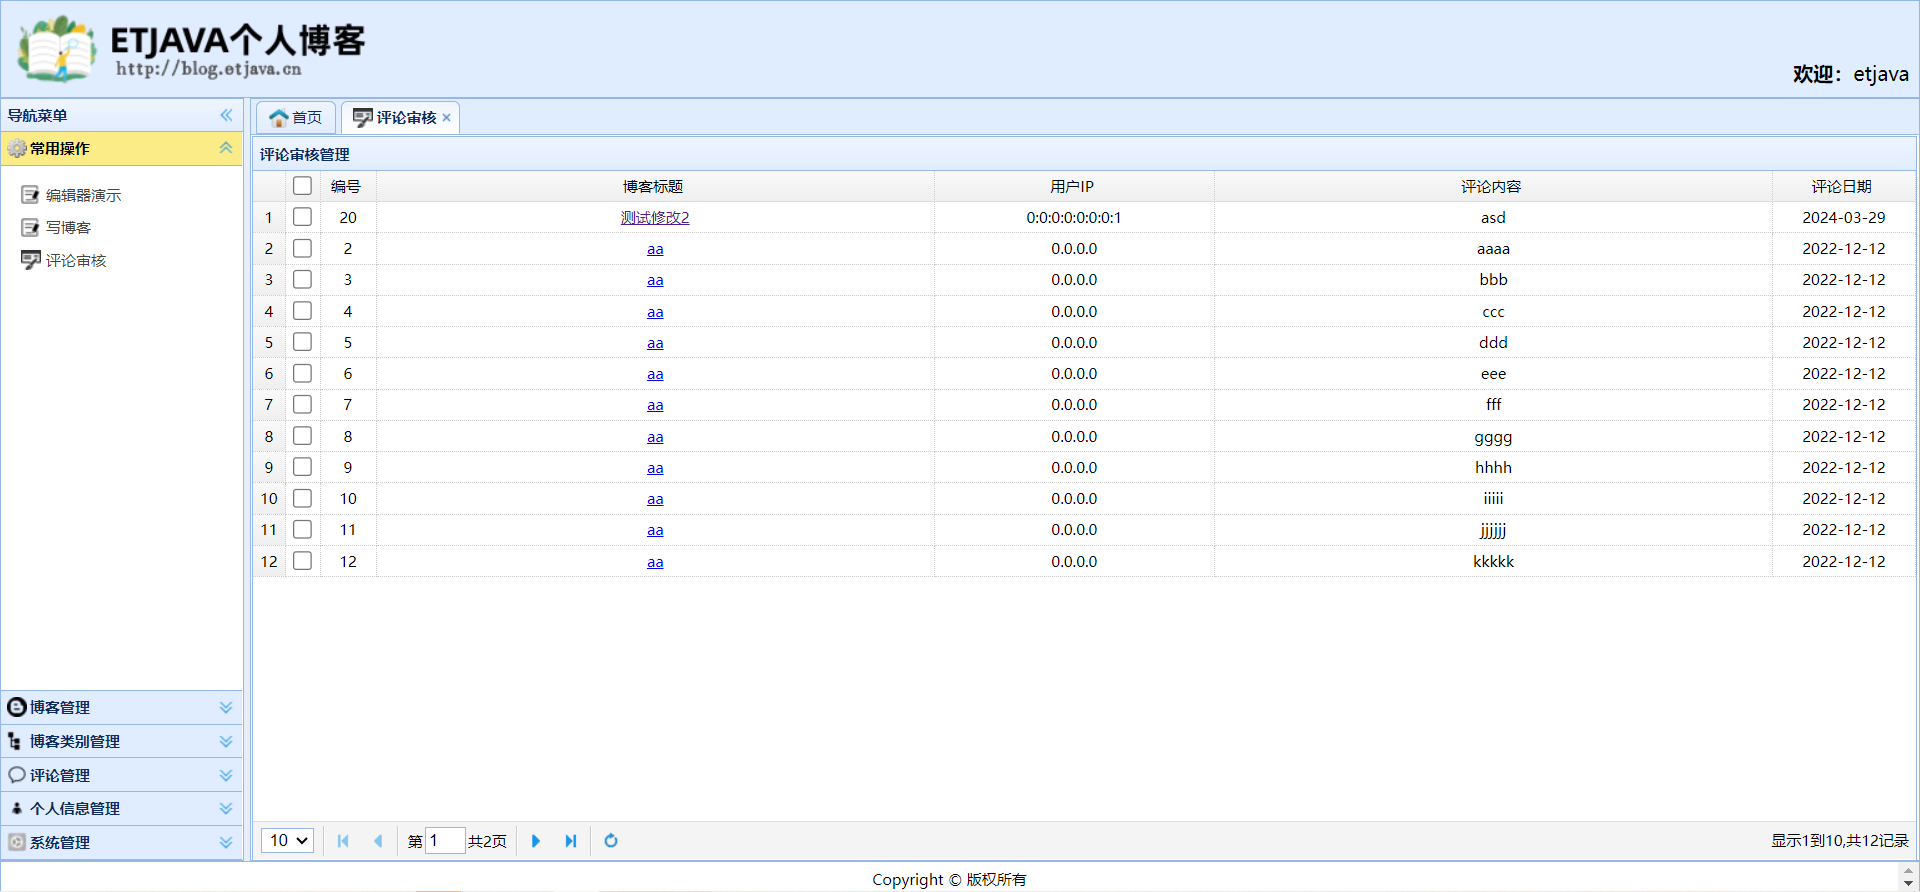 ETJAVA个人博客
http://blog.etjava.cn
欢迎：etjava
导航菜单
常用操作
编辑器演示
写博客
评论审核
博客管理
博客类别管理
评论管理
个人信息管理
系统管理
首页 评论审核
评论审核管理
编号 博客标题 用户IP 评论内容 评论日期
1 20 测试修改2 0:0:0:0:0:0:0:1 asd 2024-03-29
2 2 aa 0.0.0.0 aaaa 2022-12-12
3 3 aa 0.0.0.0 bbb 2022-12-12
4 4 aa 0.0.0.0 ccc 2022-12-12
5 5 aa 0.0.0.0 ddd 2022-12-12
6 6 aa 0.0.0.0 eee 2022-12-12
7 7 aa 0.0.0.0 fff 2022-12-12
8 8 aa 0.0.0.0 gggg 2022-12-12
9 9 aa 0.0.0.0 hhhh 2022-12-12
10 10 aa 0.0.0.0 iiiii 2022-12-12
11 11 aa 0.0.0.0 jjjjjj 2022-12-12
12 12 aa 0.0.0.0 kkkkk 2022-12-12
10 第 1 共2页 显示1到10,共12记录
Copyright © 版权所有